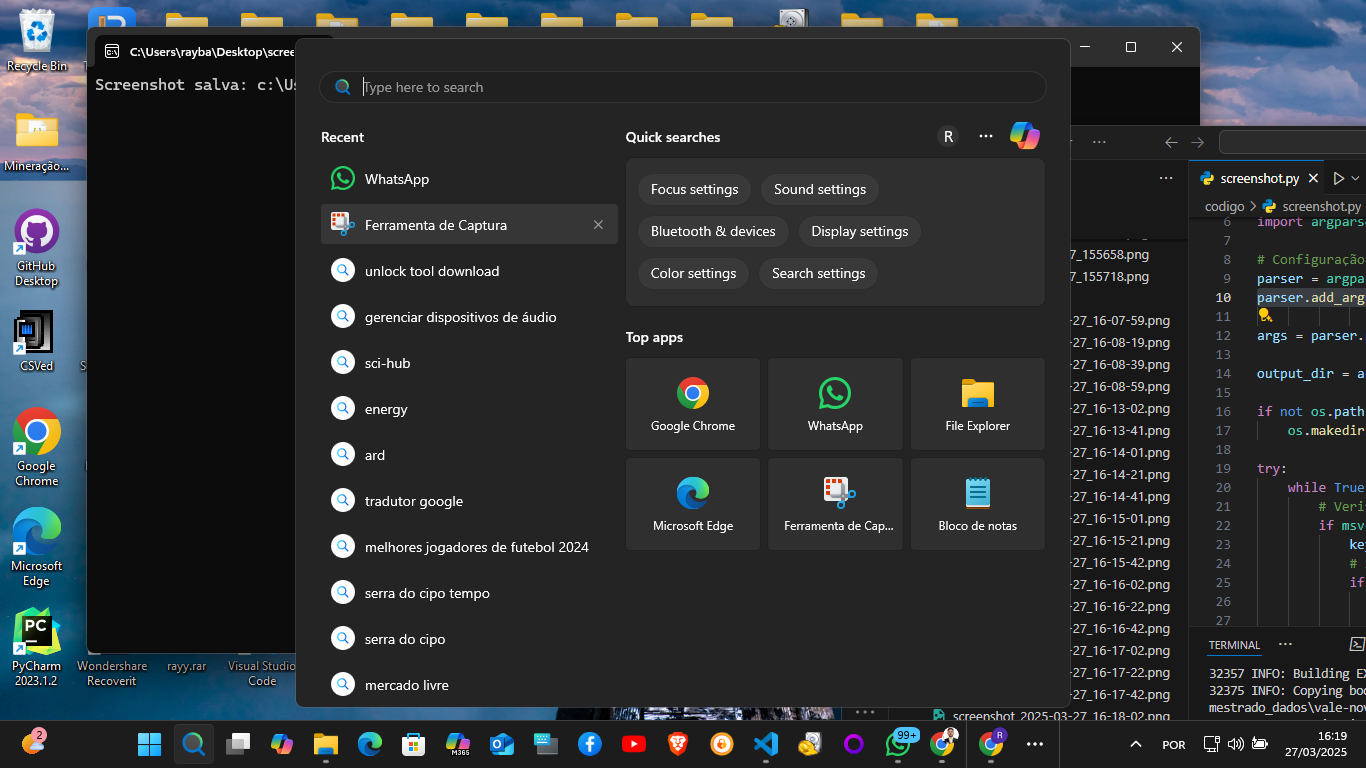 Recycle Bin
Mineração...
GitHub
Desktop
CSVed
Google
Chrome
Microsoft
Edge
PyCharm
2023.1.2
Wondershare
Recoverit
rayy.rar
Visual Studio
Code
C:\Users\rayba\Desktop\scree
Screenshot salva: c:\Us
Type here to search
Recent
WhatsApp
Ferramenta de Captura
unlock tool download
gerenciar dispositivos de áudio
sci-hub
energy
ard
tradutor google
melhores jogadores de futebol 2024
serra do cipo tempo
serra do cipo
mercado livre
Quick searches
R
Focus settings
Sound settings
Bluetooth & devices
Display settings
Color settings
Search settings
Top apps
Google Chrome
WhatsApp
File Explorer
Microsoft Edge
Ferramenta de Cap...
Bloco de notas
7_155658.png
7_155718.png
-27_16-07-59.png
-27_16-08-19.png
-27_16-08-39.png
-27_16-08-59.png
-27_16-13-02.png
-27_16-13-41.png
-27_16-14-01.png
-27_16-14-21.png
-27_16-14-41.png
-27_16-15-01.png
-27_16-15-21.png
-27_16-15-42.png
-27_16-16-02.png
-27_16-16-22.png
-27_16-16-42.png
-27_16-17-02.png
-27_16-17-22.png
-27_16-17-42.png
screenshot_2025-03-27_16-18-02.png
screenshot.py
codigo > screenshot.py
6 import argpars
7
8 # Configuração
9 parser = argpa
10 parser.add_arg
11
12 args = parser.
13
14 output_dir = a
15
16 if not os.path
17 os.makedir
18
19 try:
20 while True
21 # Veri
22 if msv
23 key
24 #
25 if
26
27
TERMINAL
32357 INFO: Building EX
32375 INFO: Copying boo
mestrado_dados\vale-nov
2
M365
99+
R
POR
16:19
27/03/2025